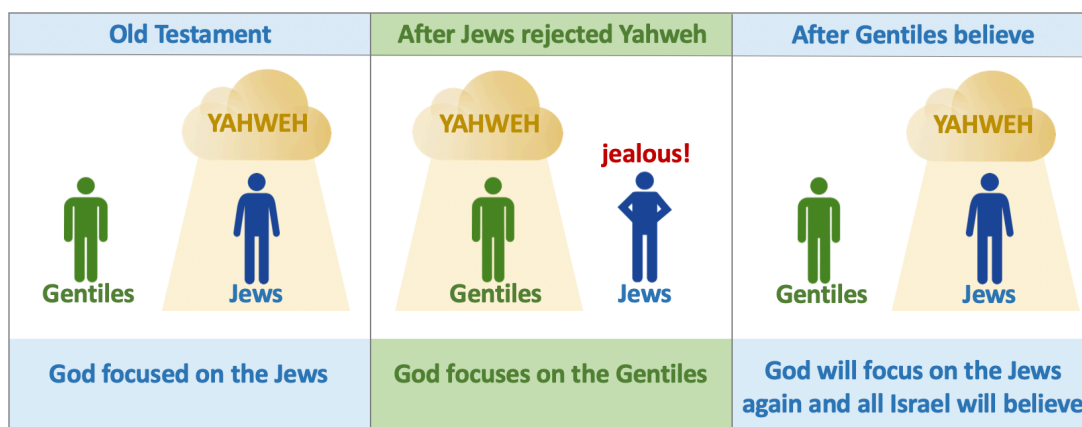 Old Testament
After Jews rejected Yahweh
After Gentiles believe
YAHWEH
Gentiles
Jews
YAHWEH
jealous!
Gentiles
Jews
YAHWEH
Gentiles
Jews
God focused on the Jews
God focuses on the Gentiles
God will focus on the Jews
again and all Israel will believe